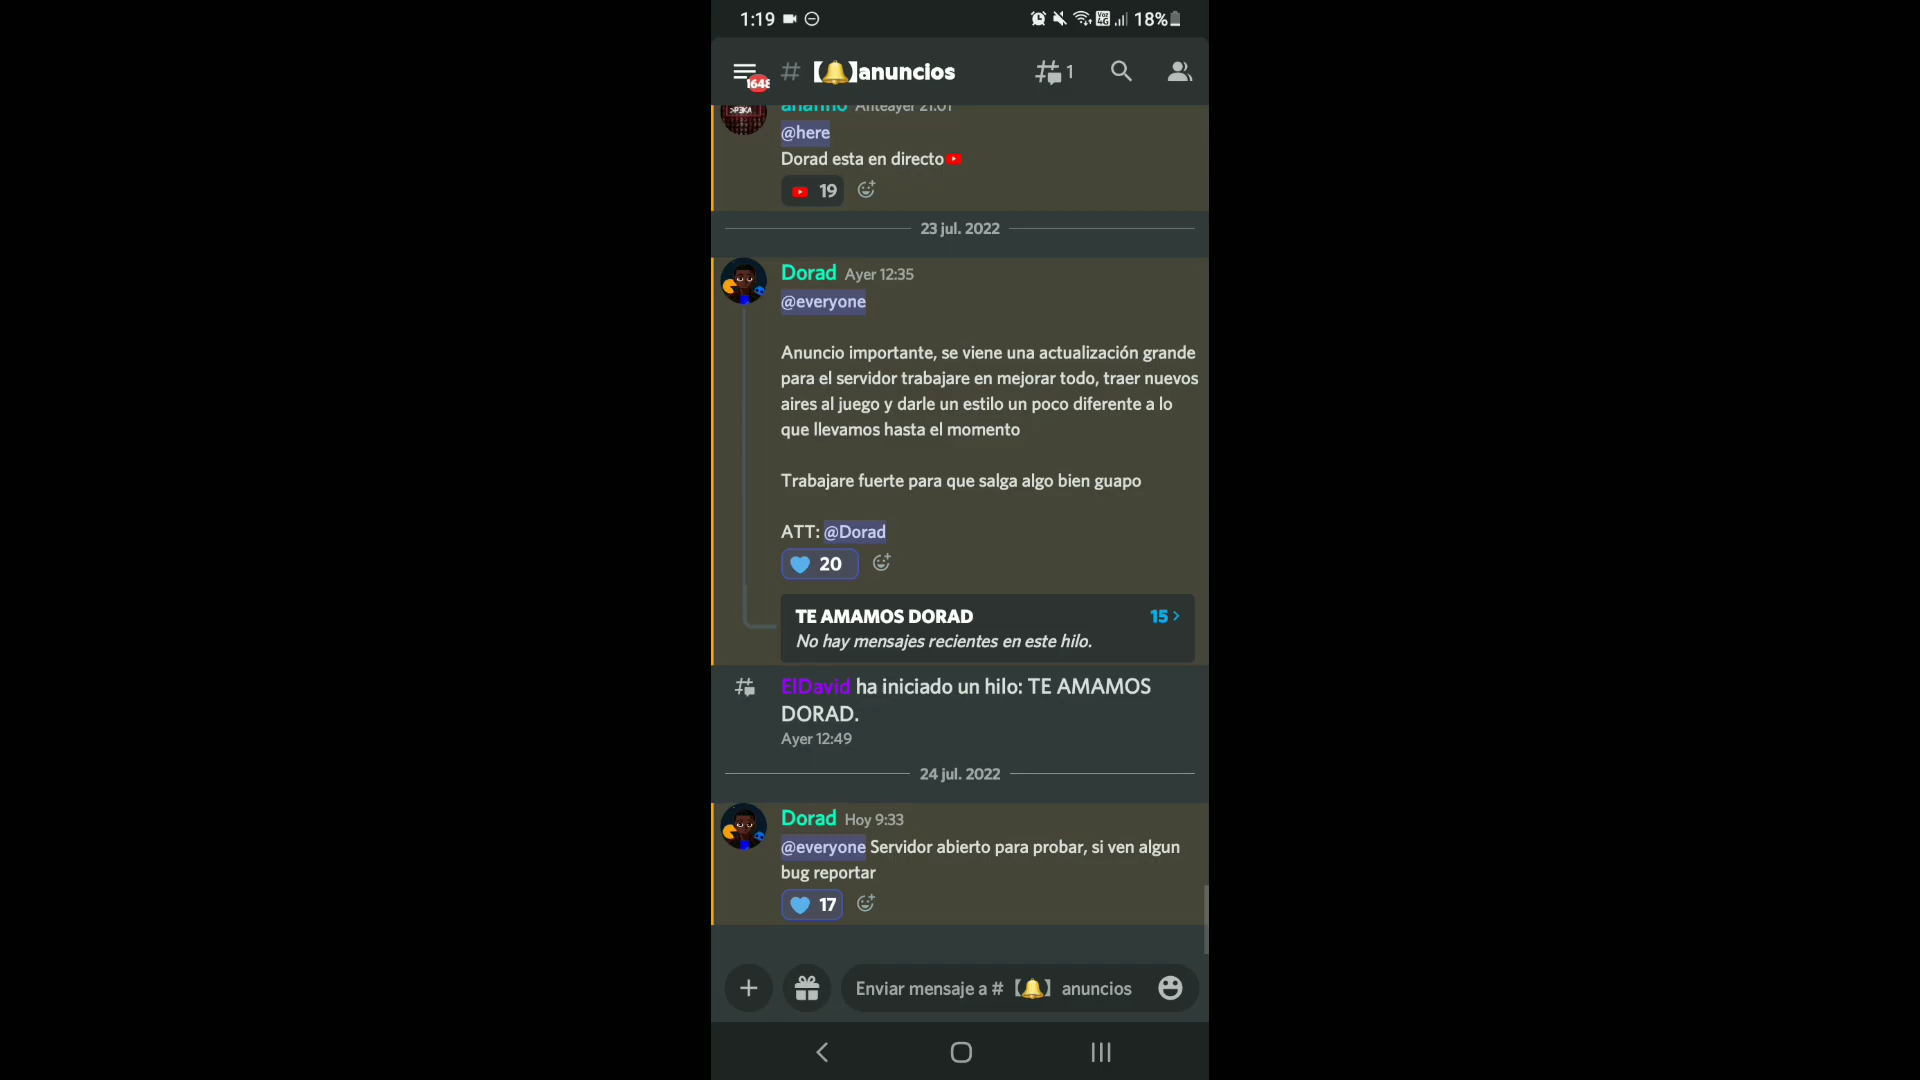 1:19 18%
1648 # 【🔔】anuncios 1
Anteayer 21:01
@here
Dorad esta en directo
19
23 jul. 2022
Dorad Ayer 12:35
@everyone
Anuncio importante, se viene una actualización grande
para el servidor trabajare en mejorar todo, traer nuevos
aires al juego y darle un estilo un poco diferente a lo
que llevamos hasta el momento
Trabajare fuerte para que salga algo bien guapo
ATT: @Dorad
20
TE AMAMOS DORAD 15 >
No hay mensajes recientes en este hilo.
ElDavid ha iniciado un hilo: TE AMAMOS
DORAD.
Ayer 12:49
24 jul. 2022
Dorad Hoy 9:33
@everyone Servidor abierto para probar, si ven algun
bug reportar
17
Enviar mensaje a # 【🔔】 anuncios